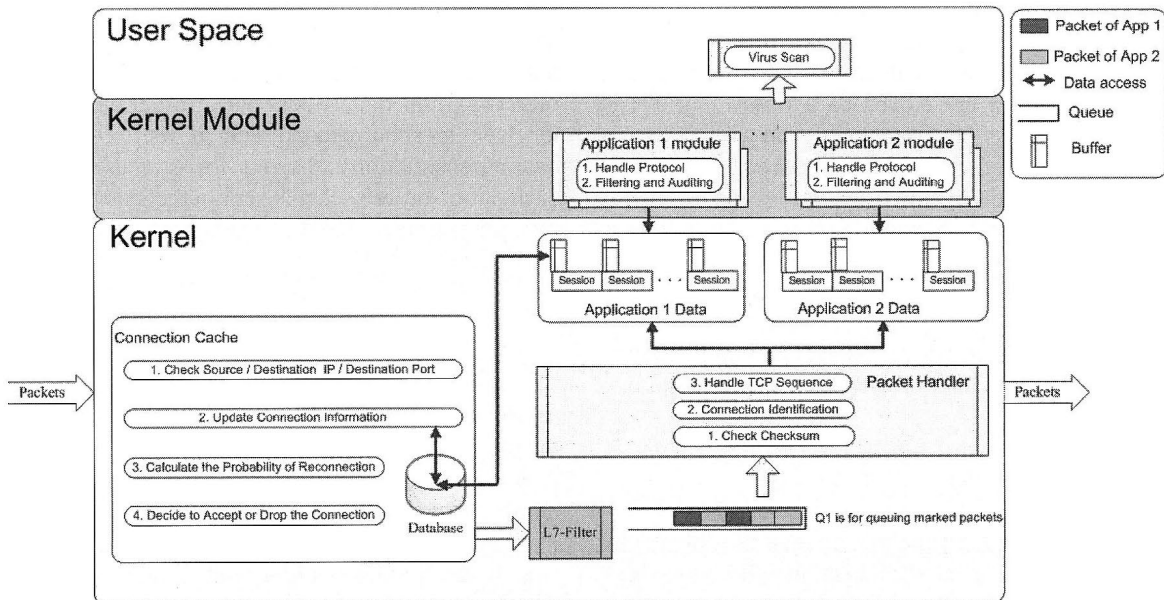 User Space
Virus Scan
Packet of App 1
Packet of App 2
Data access
Queue
Buffer
Kernel Module
Application 1 module
1. Handle Protocol
2. Filtering and Auditing
. . .
Application 2 module
1. Handle Protocol
2. Filtering and Auditing
Kernel
Session
Session
. . .
Session
Application 1 Data
Session
Session
. . .
Session
Application 2 Data
Connection Cache
1. Check Source / Destination IP / Destination Port
2. Update Connection Information
3. Calculate the Probability of Reconnection
4. Decide to Accept or Drop the Connection
Database
Packets
Packet Handler
3. Handle TCP Sequence
2. Connection Identification
1. Check Checksum
Packets
L7-Filter
Q1 is for queuing marked packets